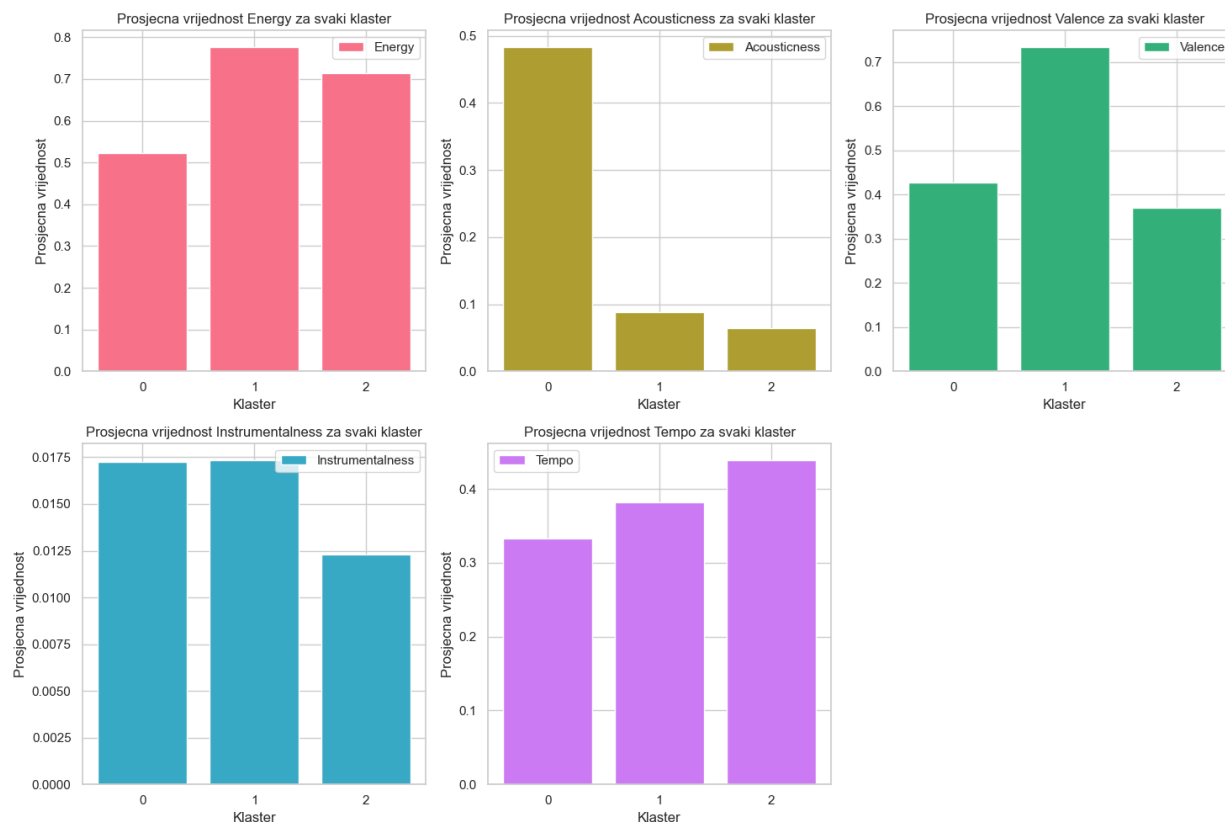 Prosjecna vrijednost Energy za svaki klaster
Prosjecna vrijednost
0.8
0.7
0.6
0.5
0.4
0.3
0.2
0.1
0.0
Energy
0 1 2
Klaster
Prosjecna vrijednost Acousticness za svaki klaster
Prosjecna vrijednost
0.5
0.4
0.3
0.2
0.1
0.0
Acousticness
0 1 2
Klaster
Prosjecna vrijednost Valence za svaki klaster
Prosjecna vrijednost
0.7
0.6
0.5
0.4
0.3
0.2
0.1
0.0
Valence
0 1 2
Klaster
Prosjecna vrijednost Instrumentalness za svaki klaster
Prosjecna vrijednost
0.0175
0.0150
0.0125
0.0100
0.0075
0.0050
0.0025
0.0000
Instrumentalness
0 1 2
Klaster
Prosjecna vrijednost Tempo za svaki klaster
Prosjecna vrijednost
0.4
0.3
0.2
0.1
0.0
Tempo
0 1 2
Klaster